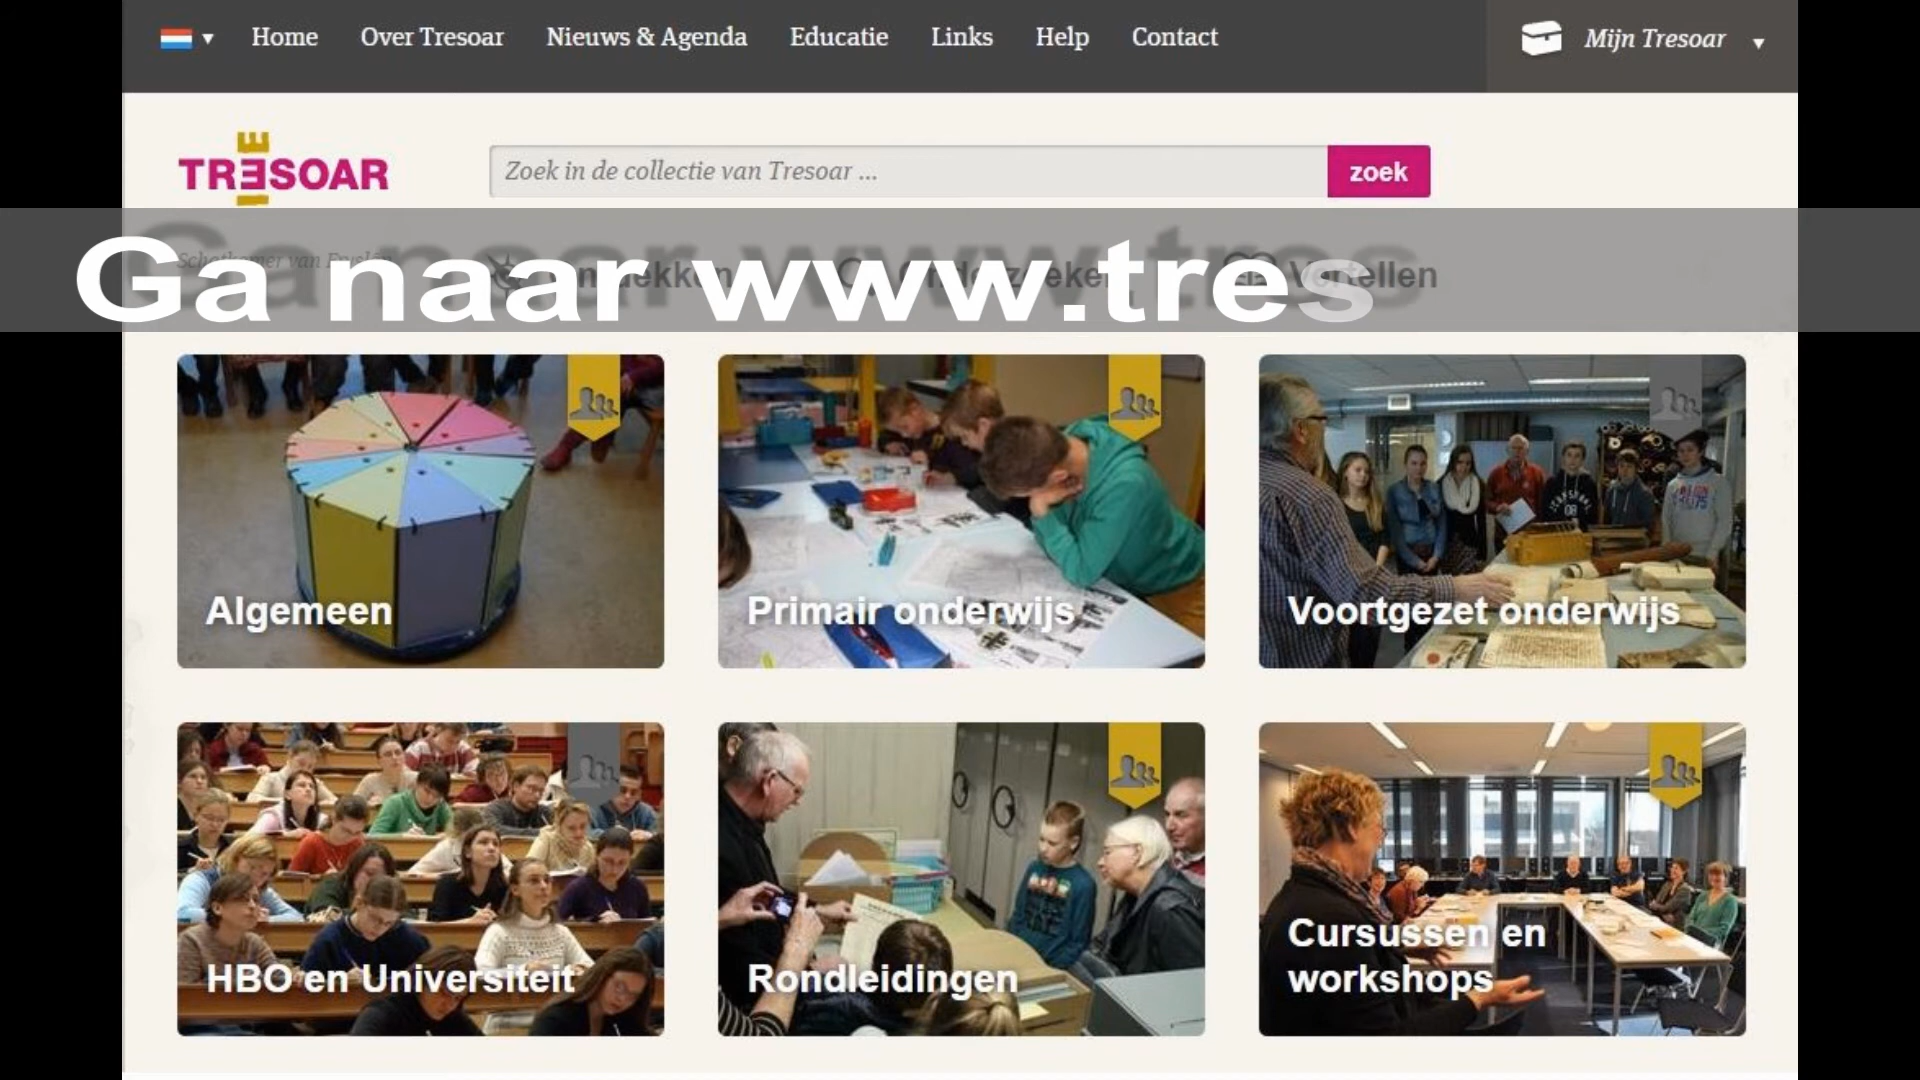 Home Over Tresoar Nieuws & Agenda Educatie Links Help Contact Mijn Tresoar
TRESOAR
Zoek in de collectie van Tresoar ...
zoek
Ga naar www.tres
Algemeen
Primair onderwijs
Voortgezet onderwijs
HBO en Universiteit
Rondleidingen
Cursussen en
workshops